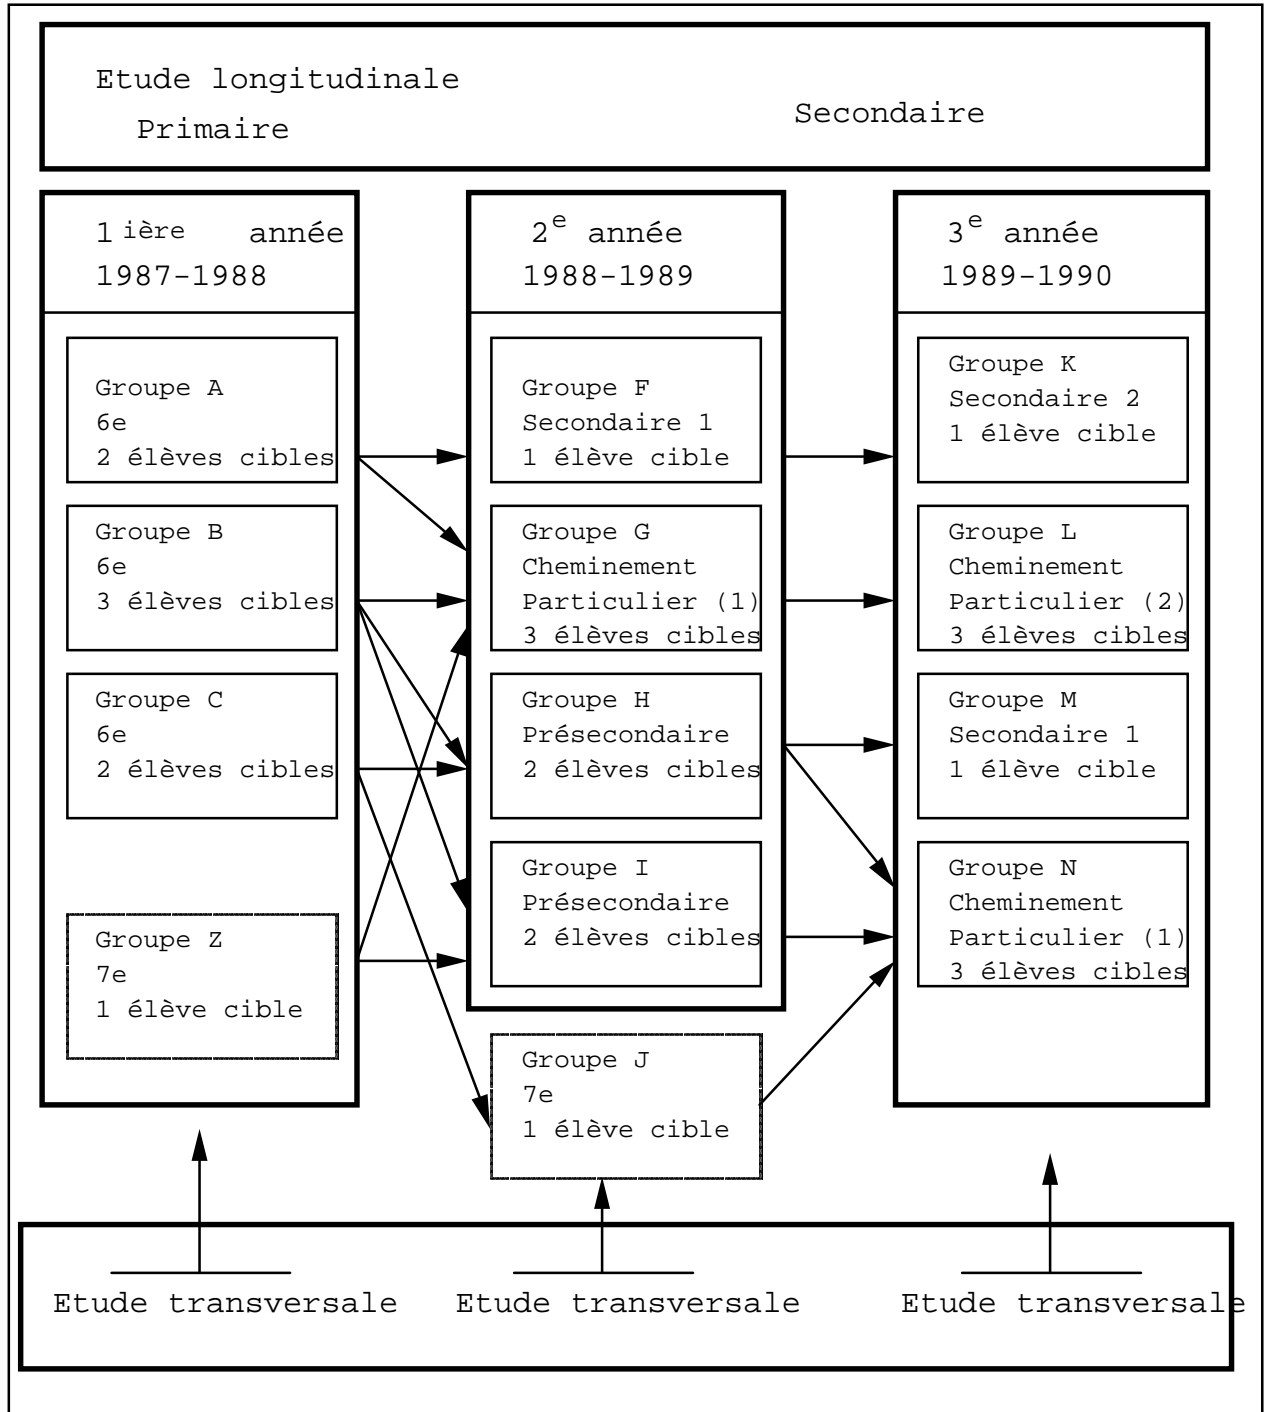 Etude longitudinale
Primaire
Secondaire
1 ière année
1987-1988
Groupe A
6e
2 élèves cibles
Groupe B
6e
3 élèves cibles
Groupe C
6e
2 élèves cibles
Groupe Z
7e
1 élève cible
2e année
1988-1989
Groupe F
Secondaire 1
1 élève cible
Groupe G
Cheminement
Particulier (1)
3 élèves cibles
Groupe H
Présecondaire
2 élèves cibles
Groupe I
Présecondaire
2 élèves cibles
Groupe J
7e
1 élève cible
3e année
1989-1990
Groupe K
Secondaire 2
1 élève cible
Groupe L
Cheminement
Particulier (2)
3 élèves cibles
Groupe M
Secondaire 1
1 élève cible
Groupe N
Cheminement
Particulier (1)
3 élèves cibles
Etude transversale
Etude transversale
Etude transversale